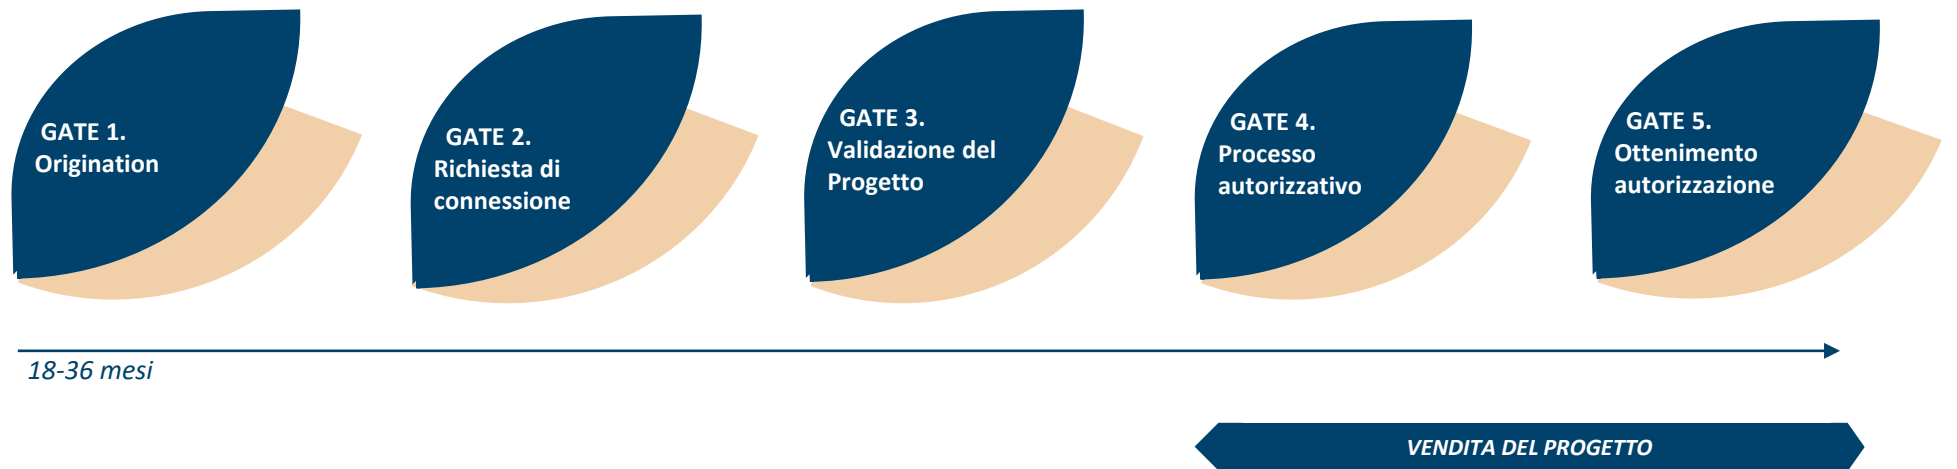 GATE 1.
Origination
GATE 2.
Richiesta di
connessione
GATE 3.
Validazione del
Progetto
GATE 4.
Processo
autorizzativo
GATE 5.
Ottenimento
autorizzazione
18-36 mesi
VENDITA DEL PROGETTO